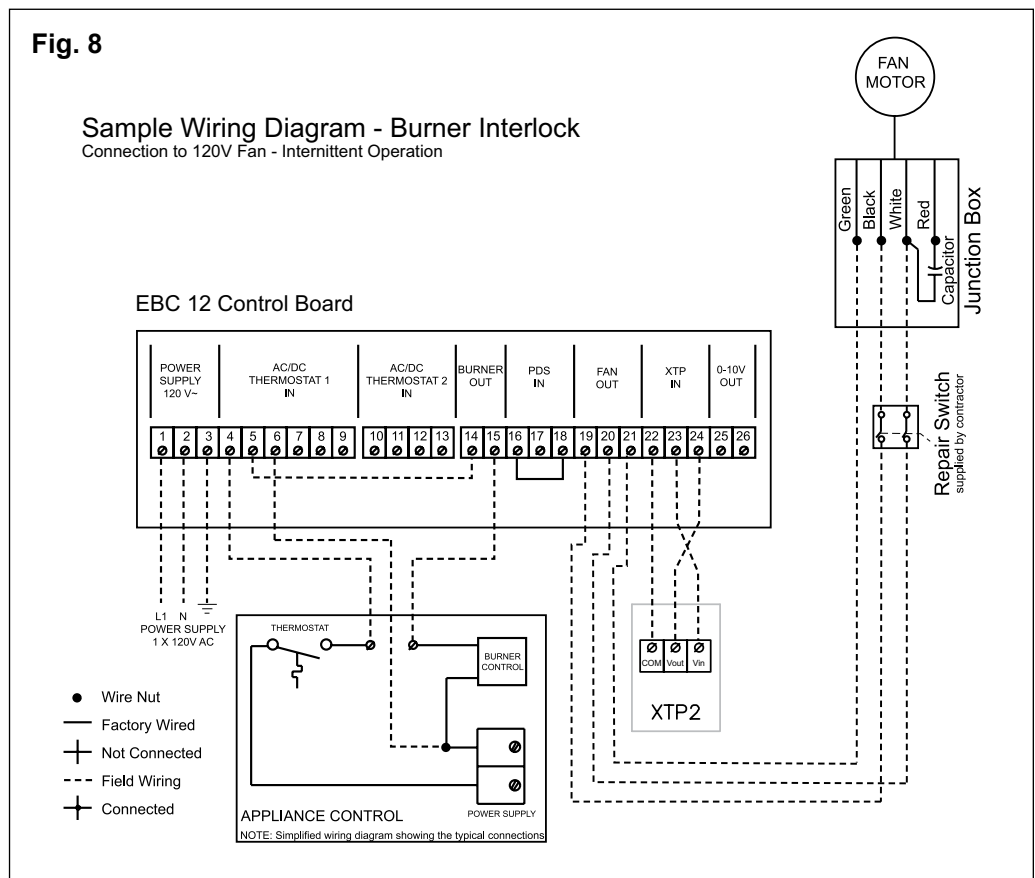 Fig. 8
Sample Wiring Diagram - Burner Interlock
Connection to 120V Fan - Internittent Operation
FAN
MOTOR
Green
Black
White
Red
Capacitor
Junction Box
Repair Switch
supplied by contractor
EBC 12 Control Board
POWER
SUPPLY
120 V~
AC/DC
THERMOSTAT 1
IN
AC/DC
THERMOSTAT 2
IN
BURNER
OUT
PDS
IN
FAN
OUT
XTP
IN
0-10V
OUT
1 2 3 4 5 6 7 8 9 10 11 12 13 14 15 16 17 18 19 20 21 22 23 24 25 26
L1 N
POWER SUPPLY
1 X 120V AC
THERMOSTAT
BURNER
CONTROL
POWER SUPPLY
APPLIANCE CONTROL
NOTE: Simplified wiring diagram showing the typical connections
COM Vout Vin
XTP2
Wire Nut
Factory Wired
Not Connected
Field Wiring
Connected